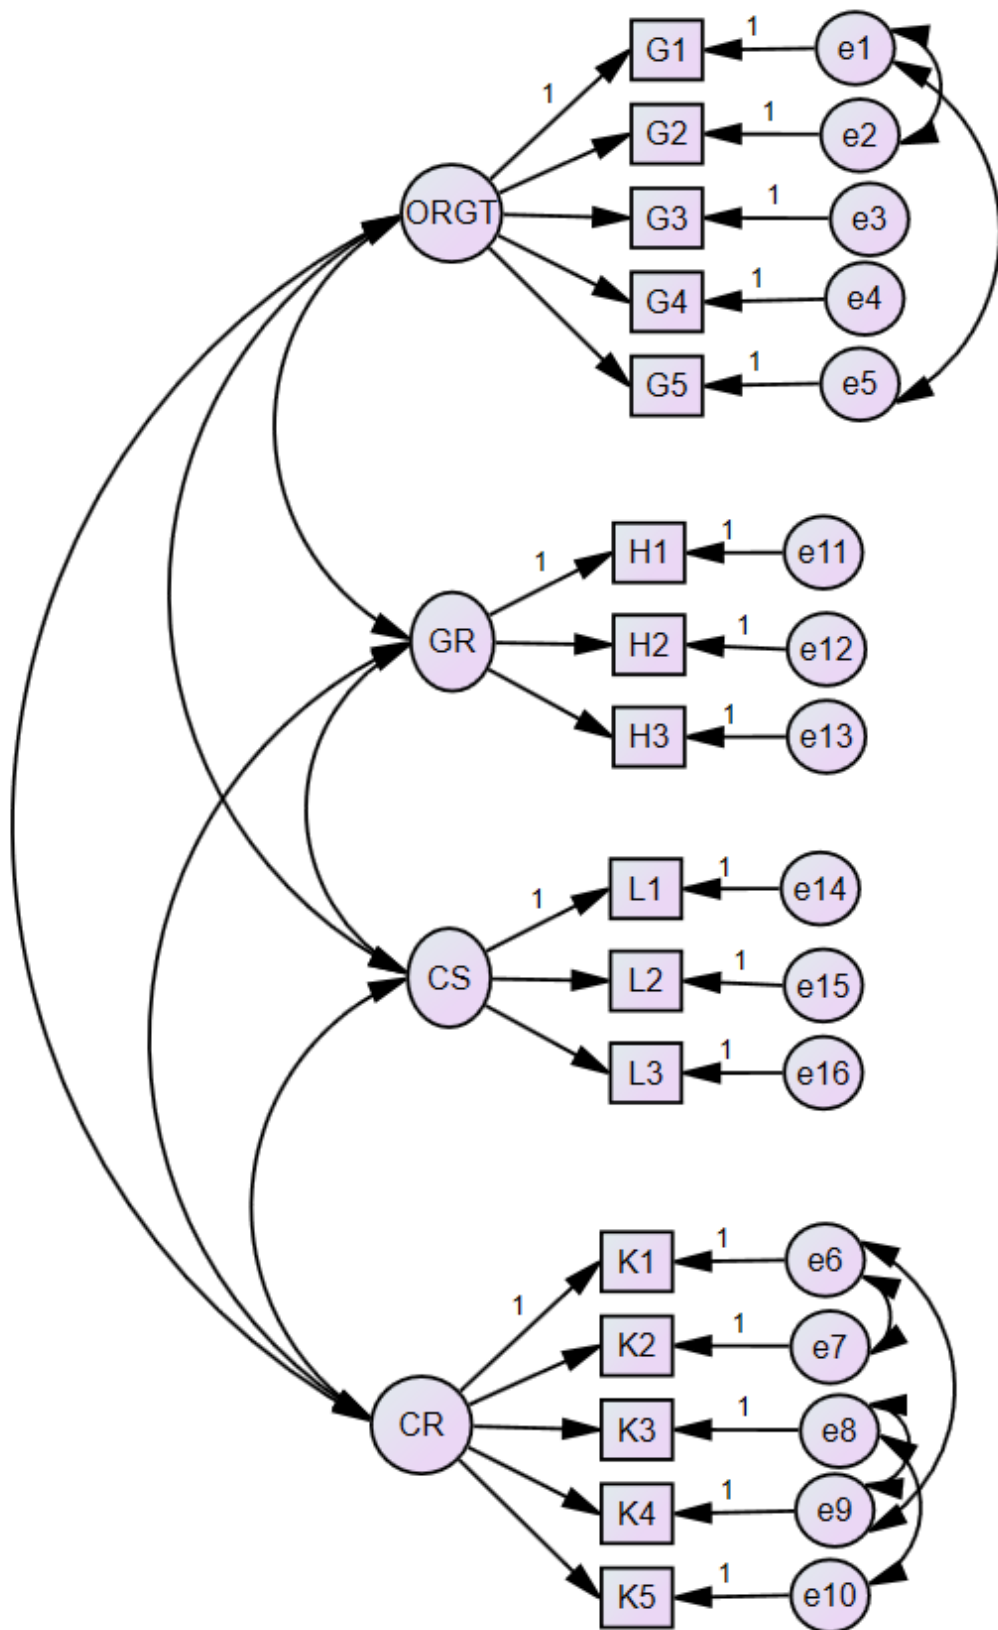 G1 1 e1
1
G2 1 e2
ORGT
G3 1 e3
G4 1 e4
G5 1 e5
H1 1 e11
1
GR H2 1 e12
H3 1 e13
L1 1 e14
1
CS L2 1 e15
L3 1 e16
K1 1 e6
1
K2 1 e7
CR K3 1 e8
K4 1 e9
K5 1 e10